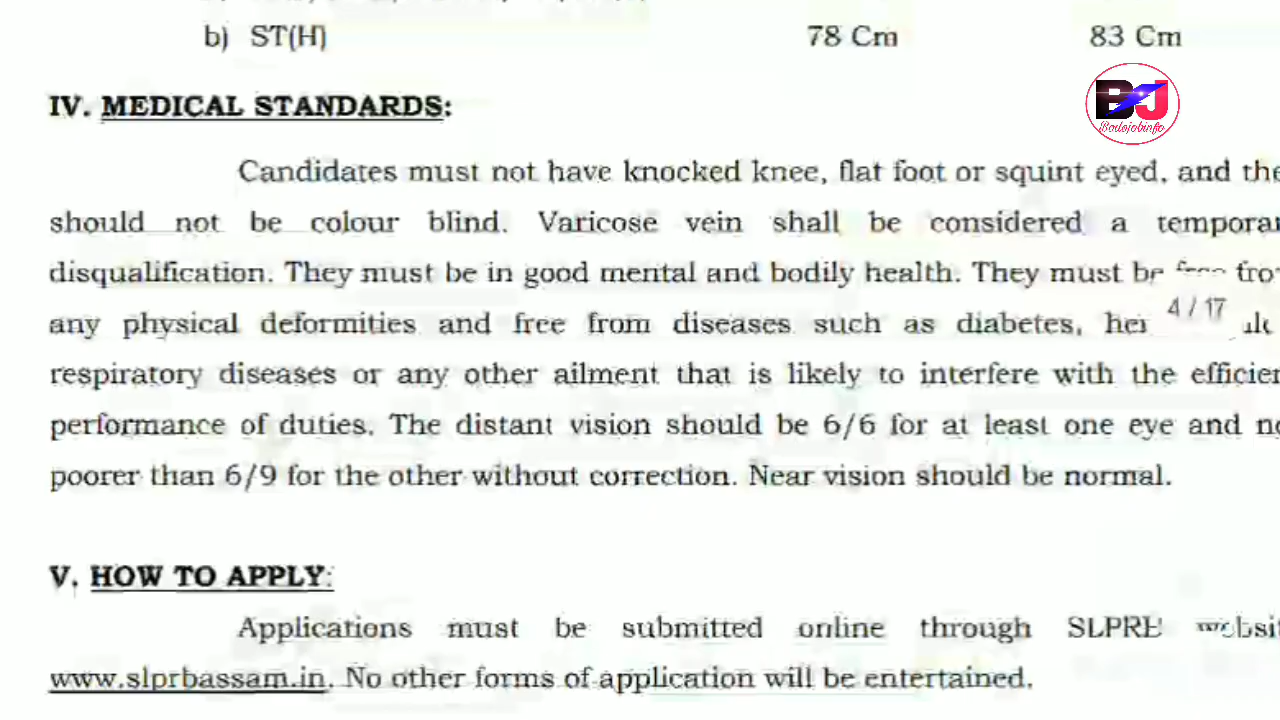 b) ST(H) 78 Cm 83 Cm
IV. MEDICAL STANDARDS:
BJ
Bodojobinfo
Candidates must not have knocked knee, flat foot or squint eyed, and the
should not be colour blind. Varicose vein shall be considered a temporar
disqualification. They must be in good mental and bodily health. They must be free fro
any physical deformities and free from diseases such as diabetes,
4 / 17
respiratory diseases or any other ailment that is likely to interfere with the efficien
performance of duties. The distant vision should be 6/6 for at least one eye and no
poorer than 6/9 for the other without correction. Near vision should be normal.
V. HOW TO APPLY:
Applications must be submitted online through
www.slprbassam.in. No other forms of application will be entertained.